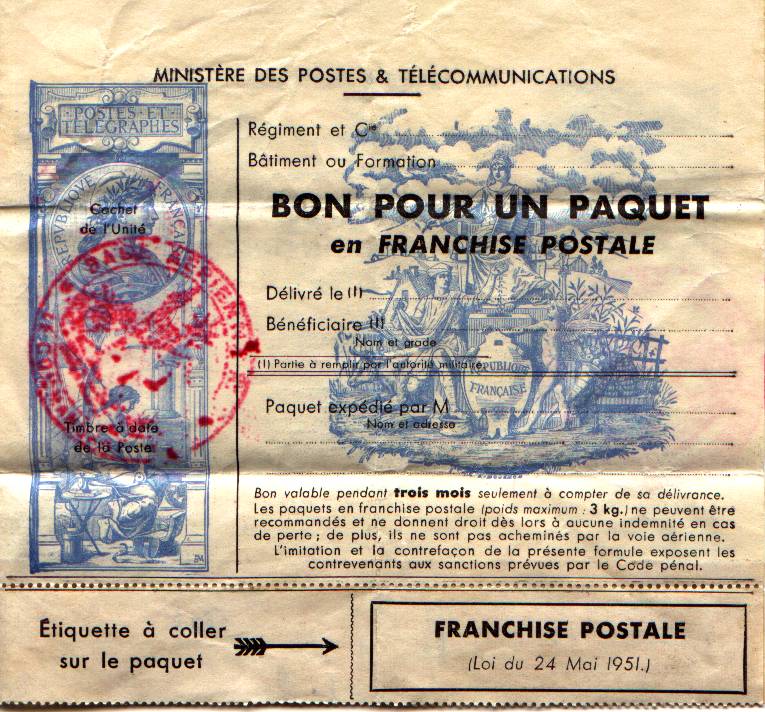 MINISTÈRE DES POSTES & TÉLÉCOMMUNICATIONS
POSTES·ET·
TÉLÉGRAPHES
REPVBLIQVE FRANÇAISE
Cachet
de l'Unité
Timbre à date
de la Poste
Régiment et Cie
Bâtiment ou Formation
BON POUR UN PAQUET
en FRANCHISE POSTALE
Délivré le (1)
Bénéficiaire (1)
Nom et grade
(1) Partie à remplir par l'autorité militaire.
RÉPUBLIQUE
FRANÇAISE
Paquet expédié par M
Nom et adresse
Bon valable pendant trois mois seulement à compter de sa délivrance.
Les paquets en franchise postale (poids maximum : 3 kg.) ne peuvent être
recommandés et ne donnent droit dès lors à aucune indemnité en cas
de perte ; de plus, ils ne sont pas acheminés par la voie aérienne.
L'imitation et la contrefaçon de la présente formule exposent les
contrevenants aux sanctions prévues par le Code pénal.
Étiquette à coller
sur le paquet
FRANCHISE POSTALE
(Loi du 24 Mai 1951.)